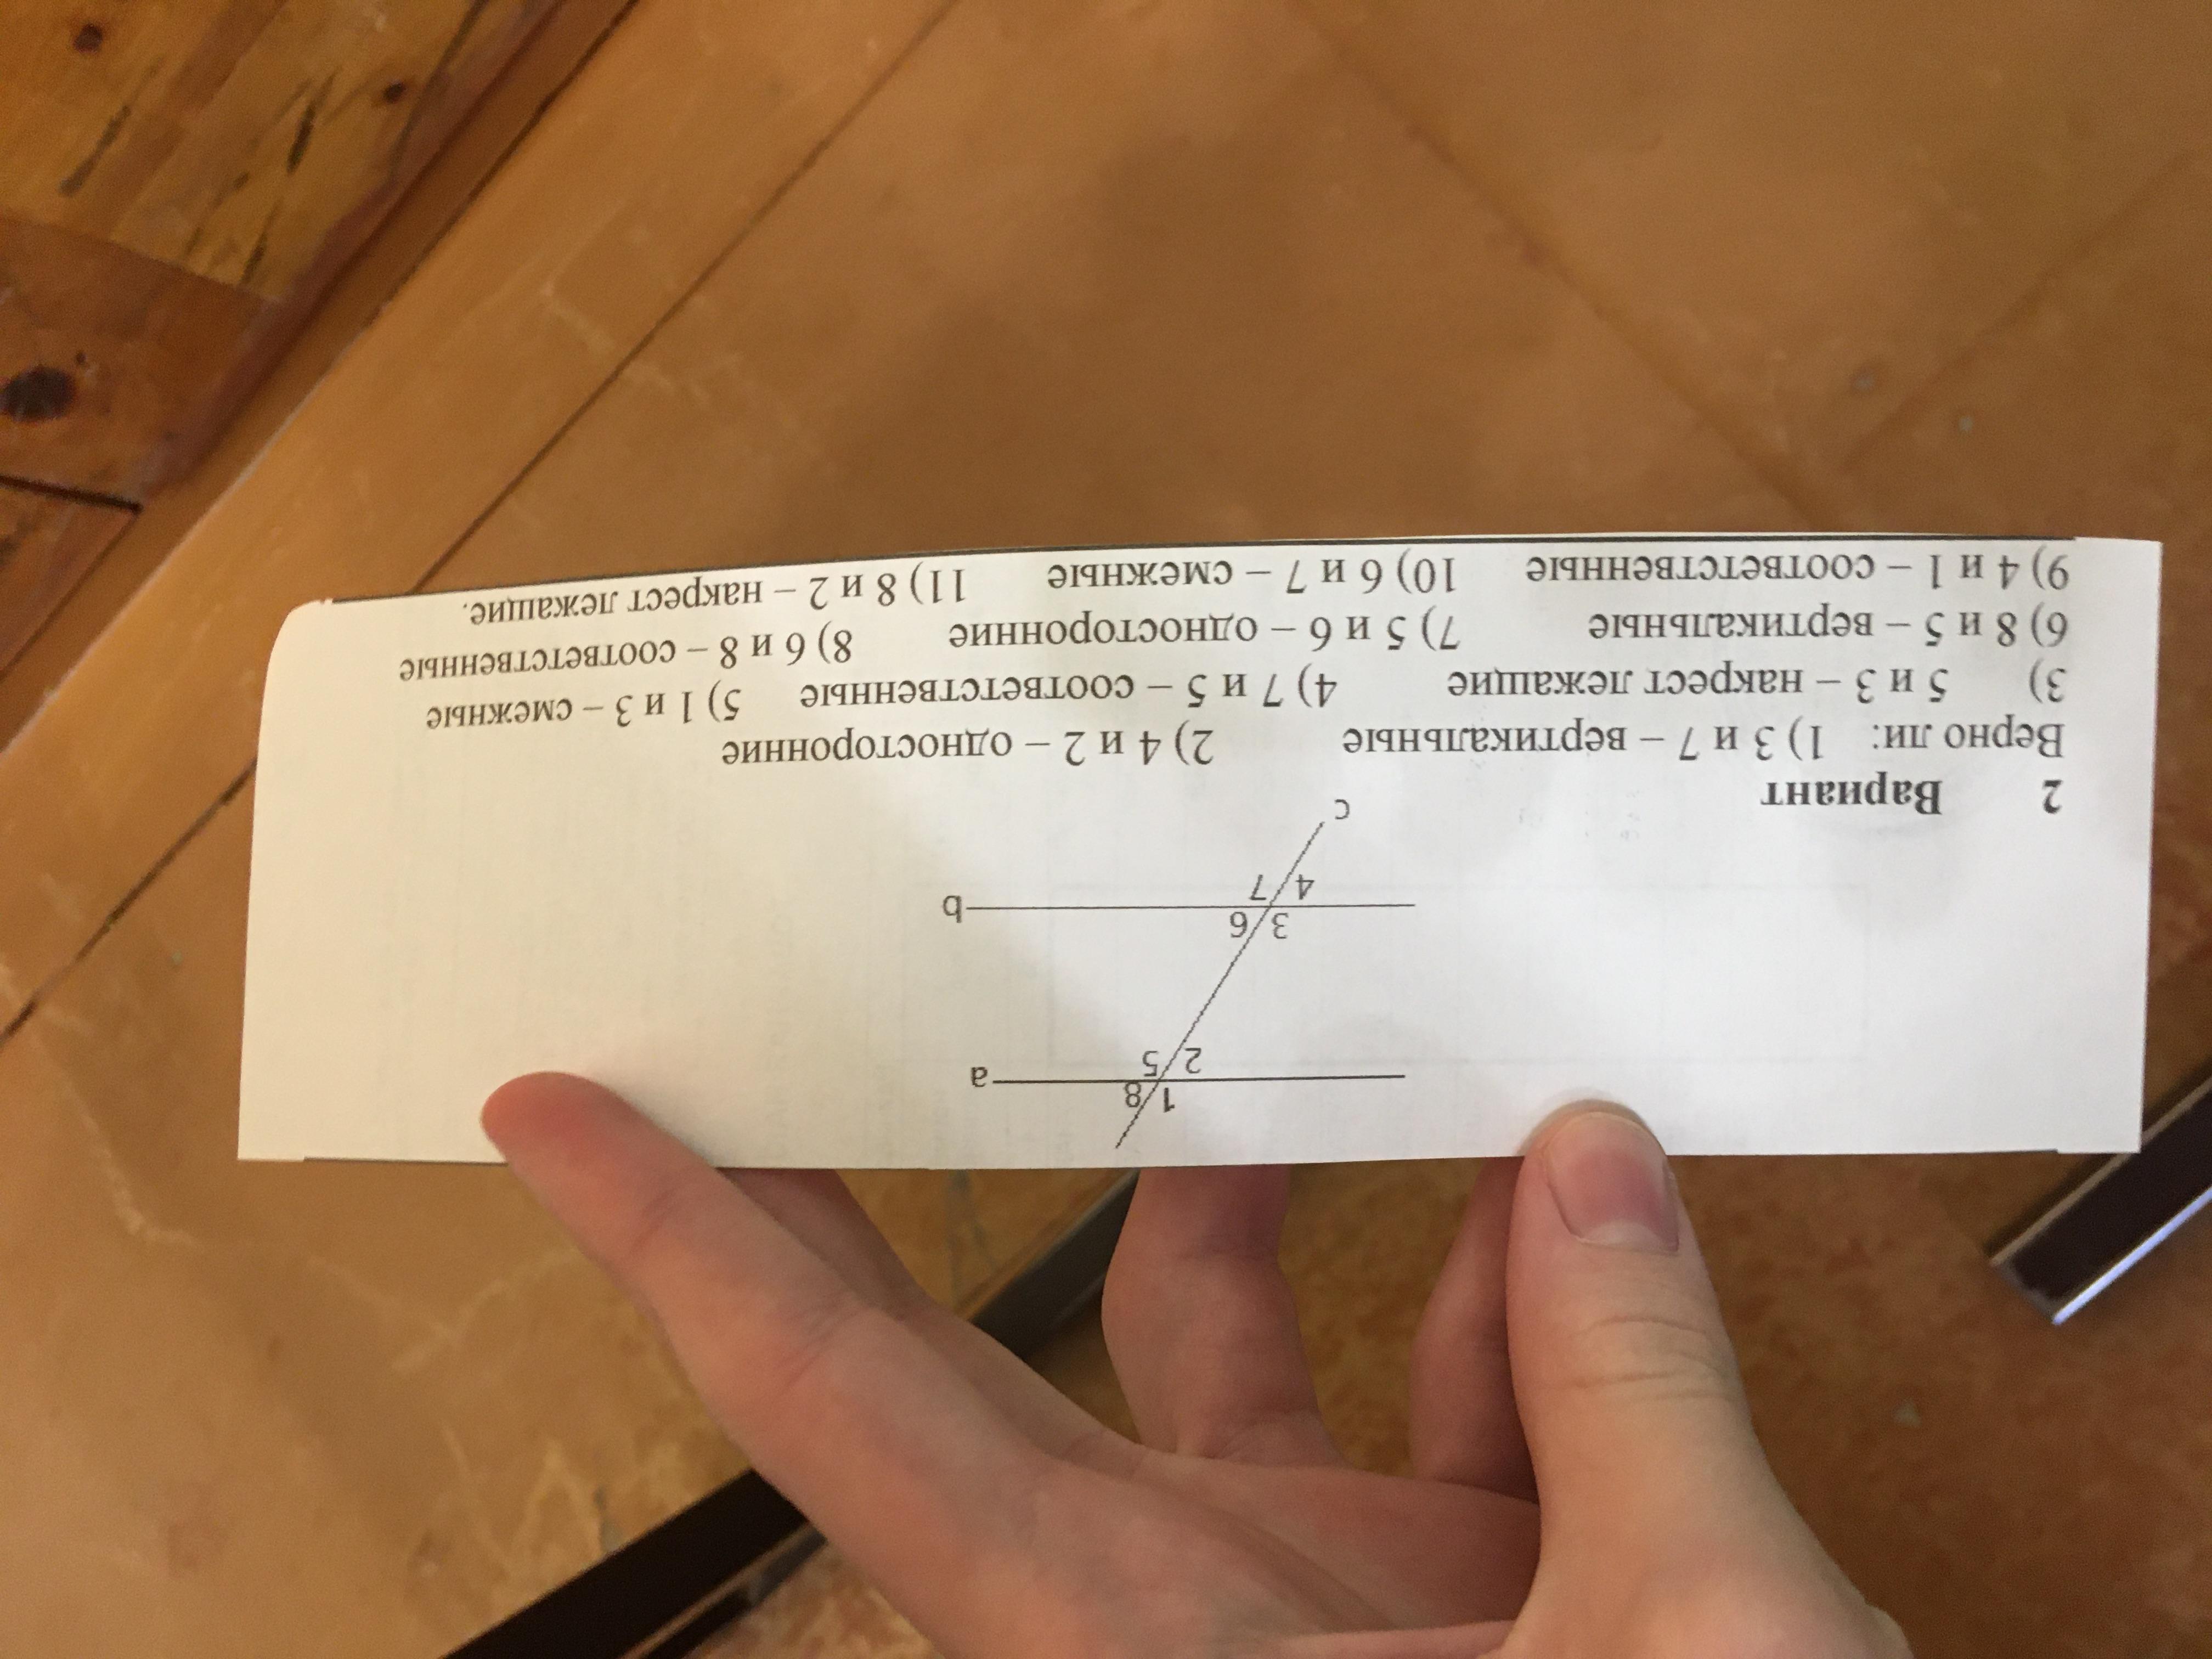 1 8
a
2 5
3 6
b
4 7
c
2 Вариант
Верно ли: 1) 3 и 7 – вертикальные 2) 4 и 2 – односторонние
3) 5 и 3 – накрест лежащие 4) 7 и 5 – соответственные 5) 1 и 3 – смежные
6) 8 и 5 – вертикальные 7) 5 и 6 – односторонние 8) 6 и 8 – соответственные
9) 4 и 1 – соответственные 10) 6 и 7 – смежные 11) 8 и 2 – накрест лежащие.